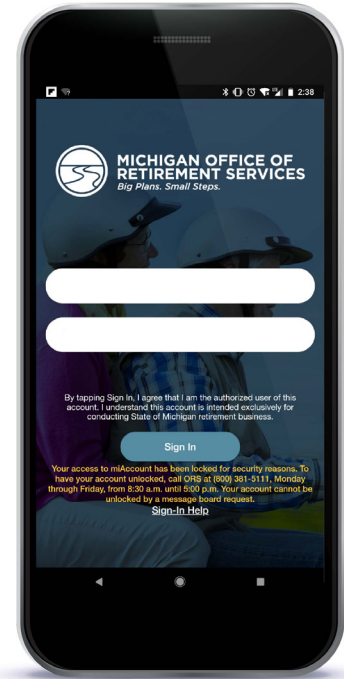 2:38
MICHIGAN OFFICE OF
RETIREMENT SERVICES
Big Plans. Small Steps.
By tapping Sign In, I agree that I am the authorized user of this
account. I understand this account is intended exclusively for
conducting State of Michigan retirement business.
Sign In
Your access to miAccount has been locked for security reasons. To
have your account unlocked, call ORS at (800) 381-5111, Monday
through Friday, from 8:30 a.m. until 5:00 p.m. Your account cannot be
unlocked by a message board request.
Sign-In Help